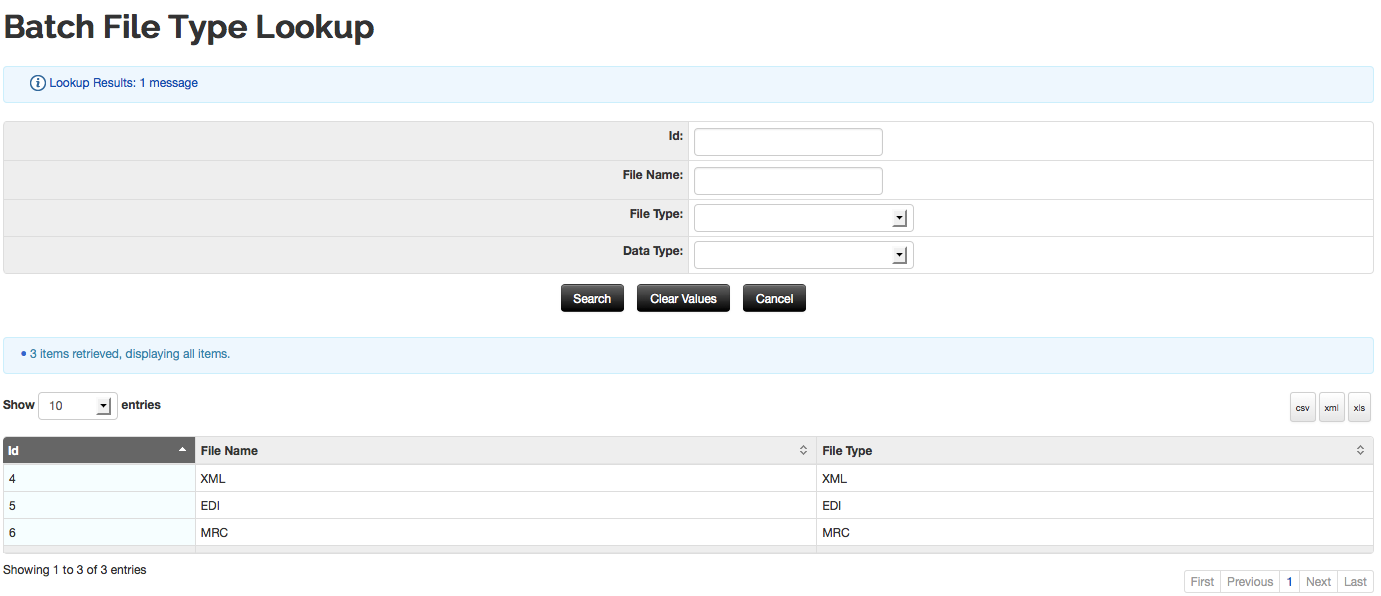 Batch File Type Lookup
Lookup Results: 1 message
Id:
File Name:
File Type:
Data Type:
Search Clear Values Cancel
3 items retrieved, displaying all items.
Show 10 entries csv xml xls
Id File Name File Type
4 XML XML
5 EDI EDI
6 MRC MRC
Showing 1 to 3 of 3 entries
First Previous 1 Next Last